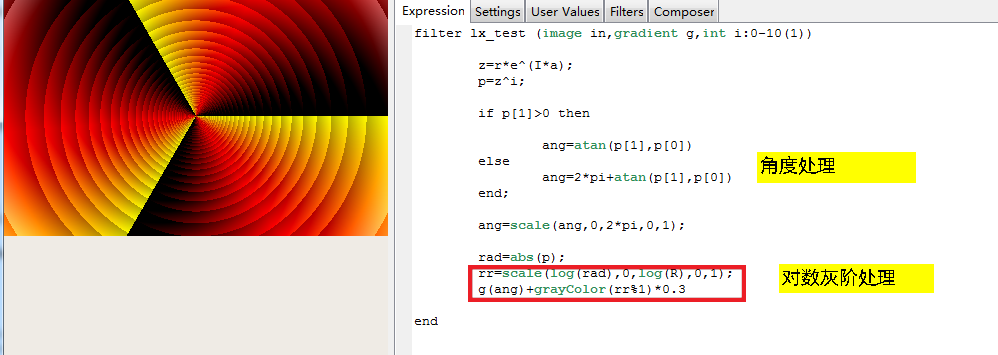 Expression Settings User Values Filters Composer
filter lx_test (image in,gradient g,int i:0-10(1))
z=r*e^(I*a);
p=z^i;
if p[1]>0 then
ang=atan(p[1],p[0])
else
ang=2*pi+atan(p[1],p[0])
角度处理
end;
ang=scale(ang,0,2*pi,0,1);
rad=abs(p);
rr=scale(log(rad),0,log(R),0,1);
对数灰阶处理
g(ang)+grayColor(rr%1)*0.3
end